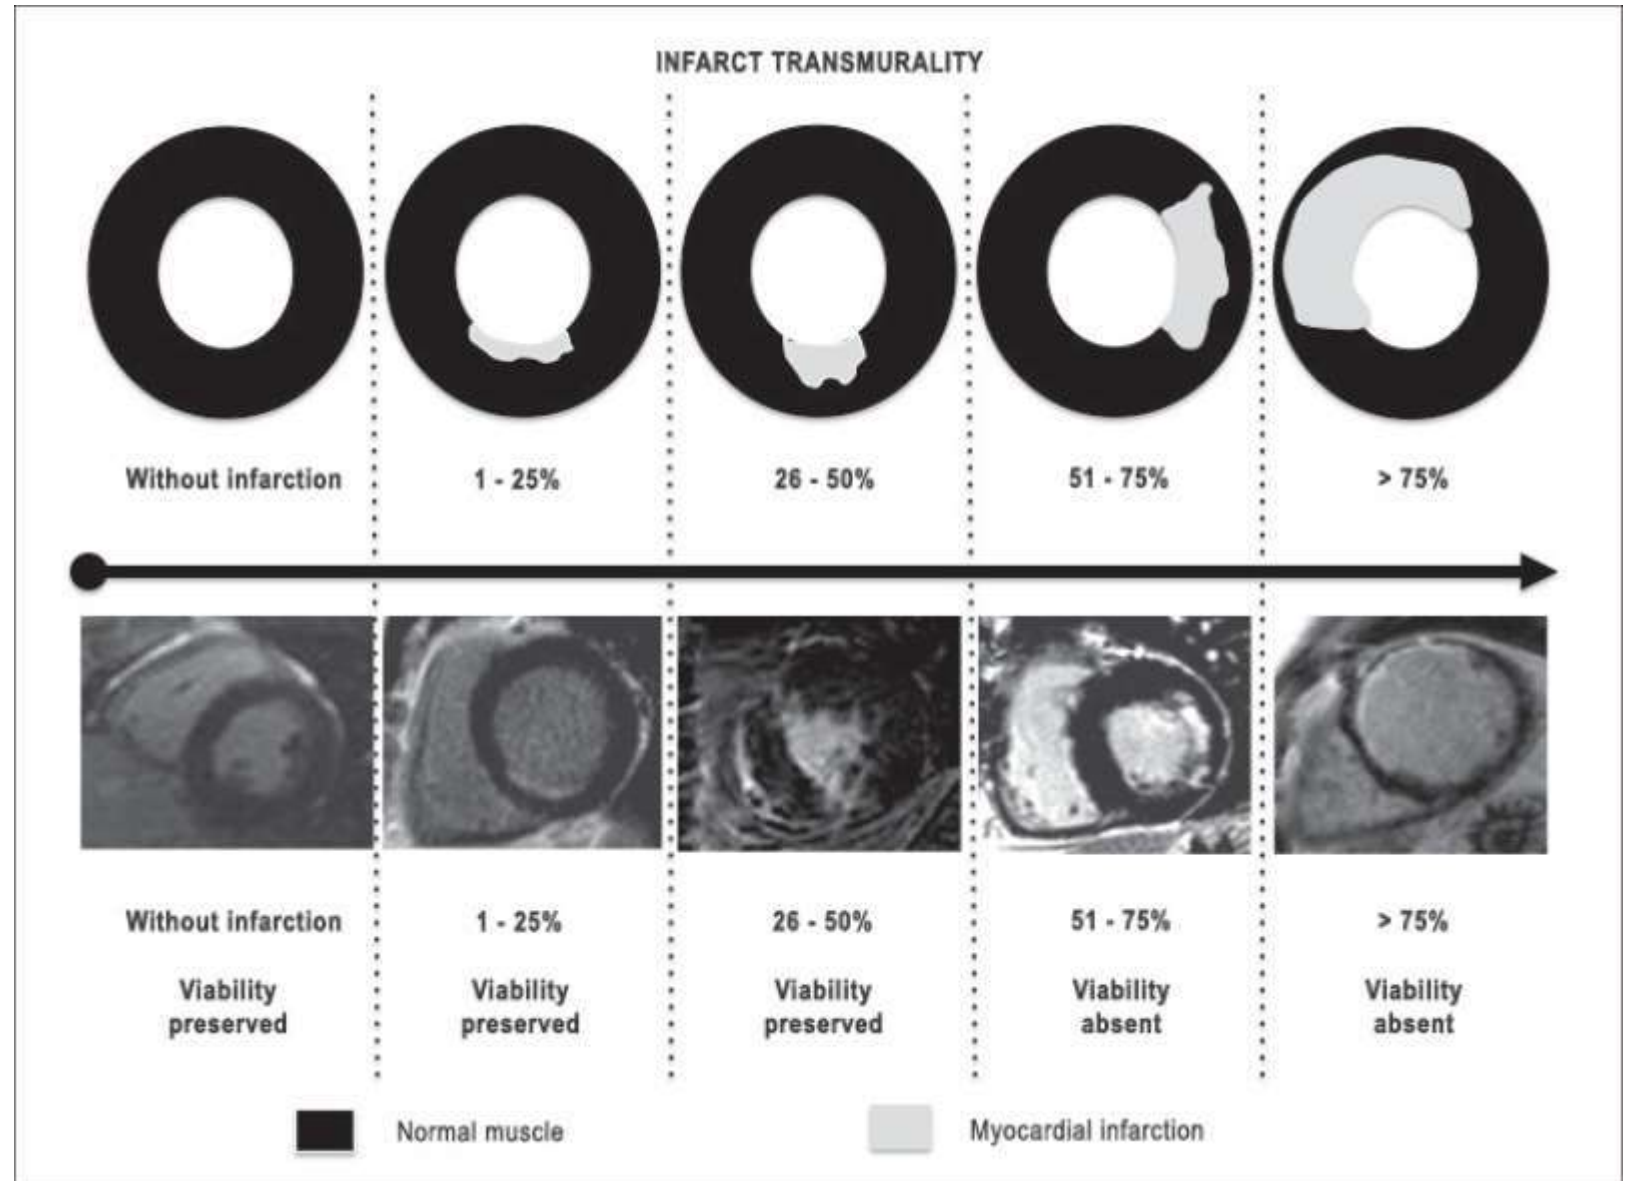 INFARCT TRANSMURALITY
Without infarction
1 - 25%
26 - 50%
51 - 75%
> 75%
Without infarction
1 - 25%
26 - 50%
51 - 75%
> 75%
Viability
preserved
Viability
preserved
Viability
preserved
Viability
absent
Viability
absent
Normal muscle
Myocardial infarction